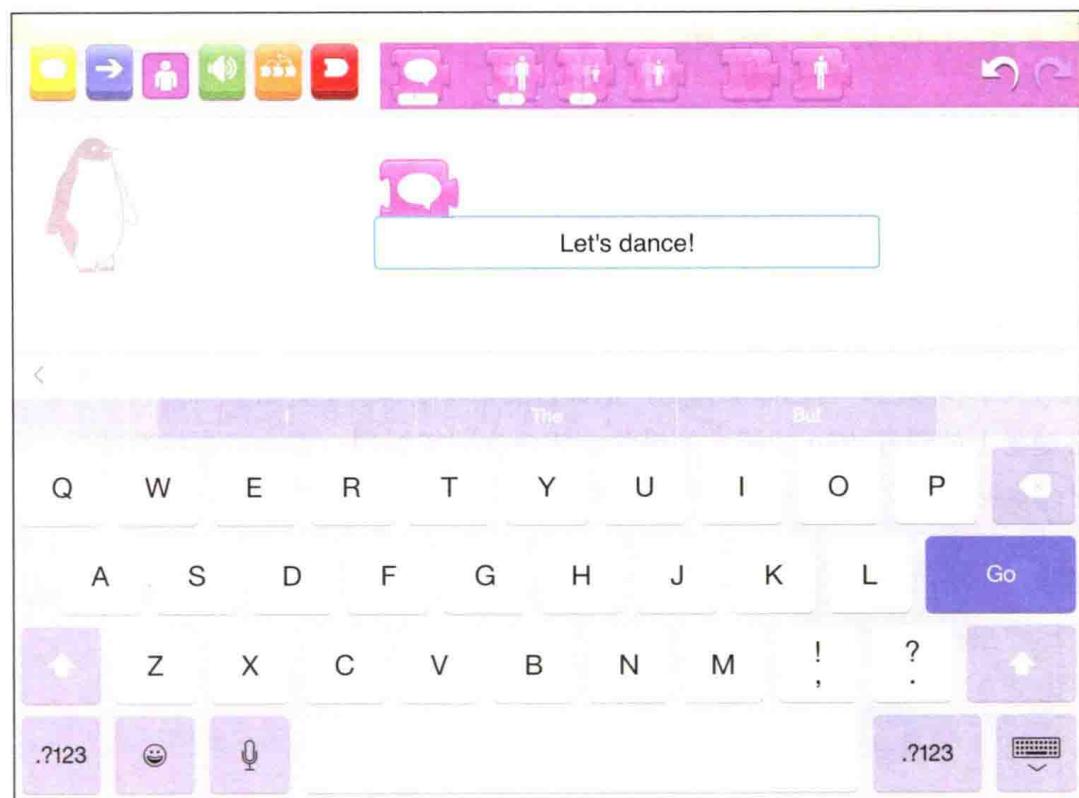 Let's dance!
I The But
Q W E R T Y U I O P
A S D F G H J K L Go
Z X C V B N M ! , ? .
.?123 .?123